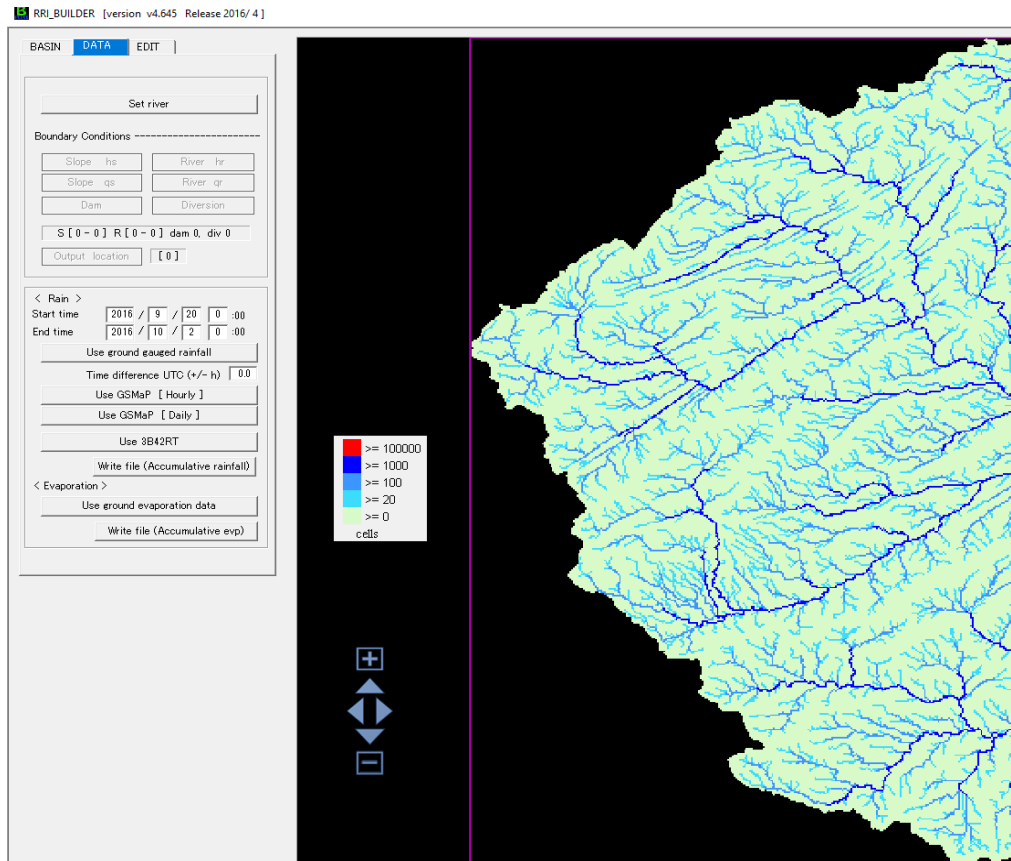 RRI_BUILDER [version v4.645 Release 2016/ 4 ]
BASIN DATA EDIT
Set river
Boundary Conditions -----------------------
Slope hs River hr
Slope qs River qr
Dam Diversion
S [ 0 - 0 ] R [ 0 - 0 ] dam 0, div 0
Output location [ 0 ]
< Rain >
Start time 2016 / 9 / 20 0 :00
End time 2016 / 10 / 2 0 :00
Use ground gauged rainfall
Time difference UTC (+/- h) 0.0
Use GSMaP [ Hourly ]
Use GSMaP [ Daily ]
Use 3B42RT
Write file (Accumulative rainfall)
< Evaporation >
Use ground evaporation data
Write file (Accumulative evp)
>= 100000
>= 1000
>= 100
>= 20
>= 0
cells